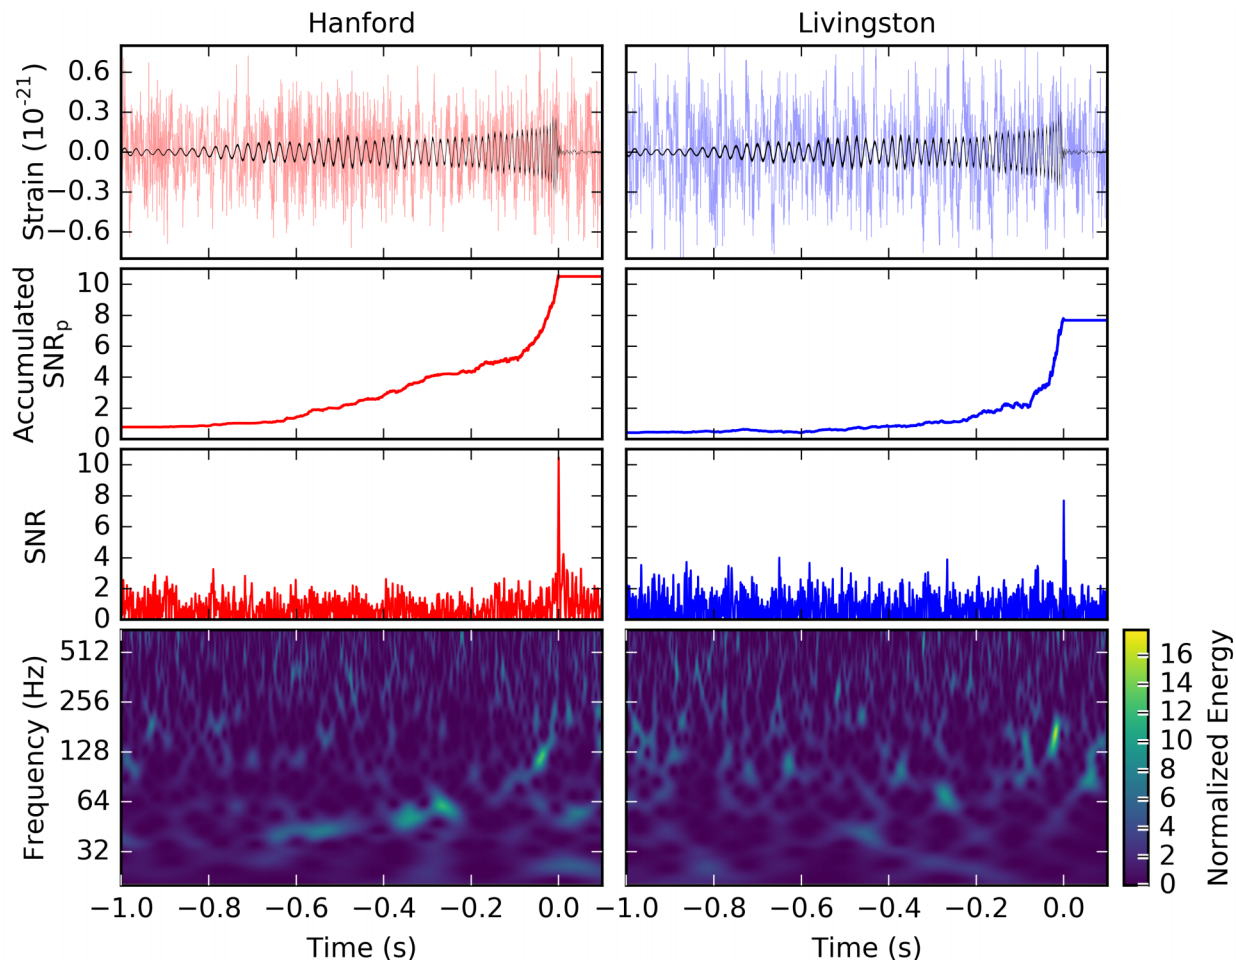 Hanford
Livingston
Strain (10⁻²¹)
0.6
0.3
0.0
−0.3
−0.6
Accumulated
SNRₚ
10
8
6
4
2
0
SNR
10
8
6
4
2
0
Frequency (Hz)
512
256
128
64
32
−1.0 −0.8 −0.6 −0.4 −0.2 0.0
Time (s)
−1.0 −0.8 −0.6 −0.4 −0.2 0.0
Time (s)
16
14
12
10
8
6
4
2
0
Normalized Energy